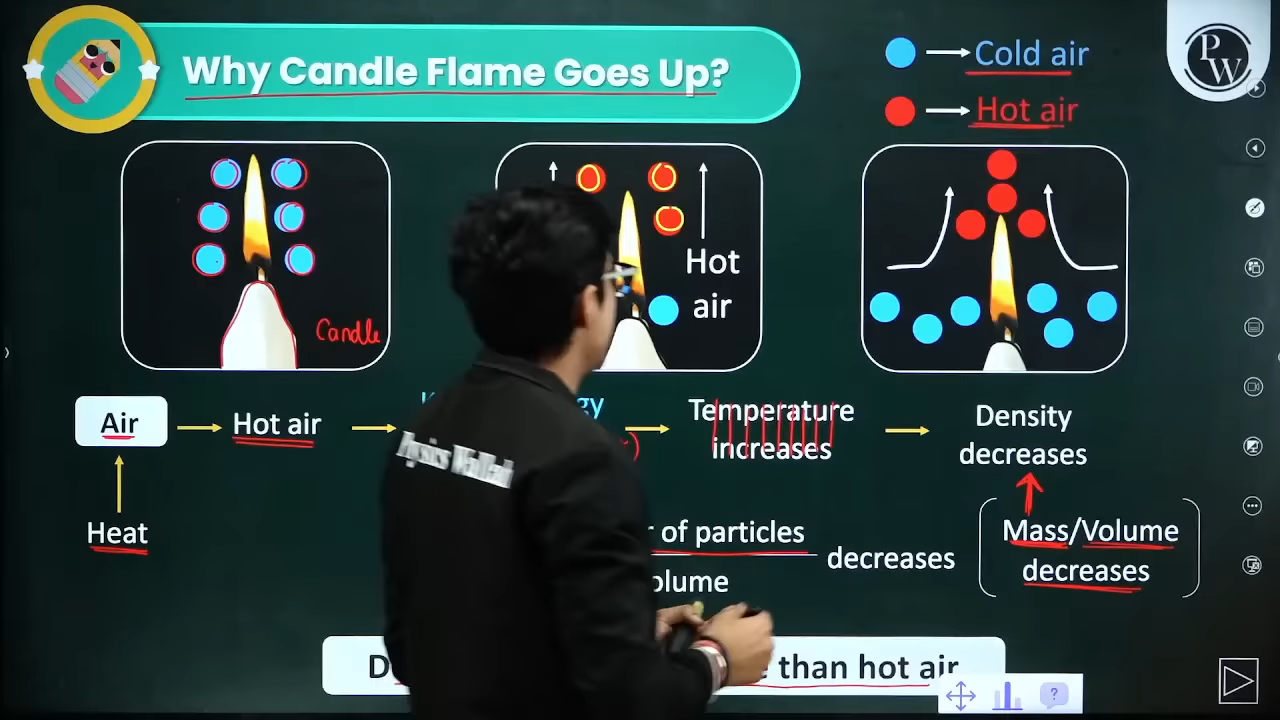 Why Candle Flame Goes Up?
Cold air
Hot air
PW
Candle
Hot
air
Air
Hot air
Temperature
increases
Density
decreases
Heat
of particles
decreases
Mass/Volume
decreases
Wallah
than hot air